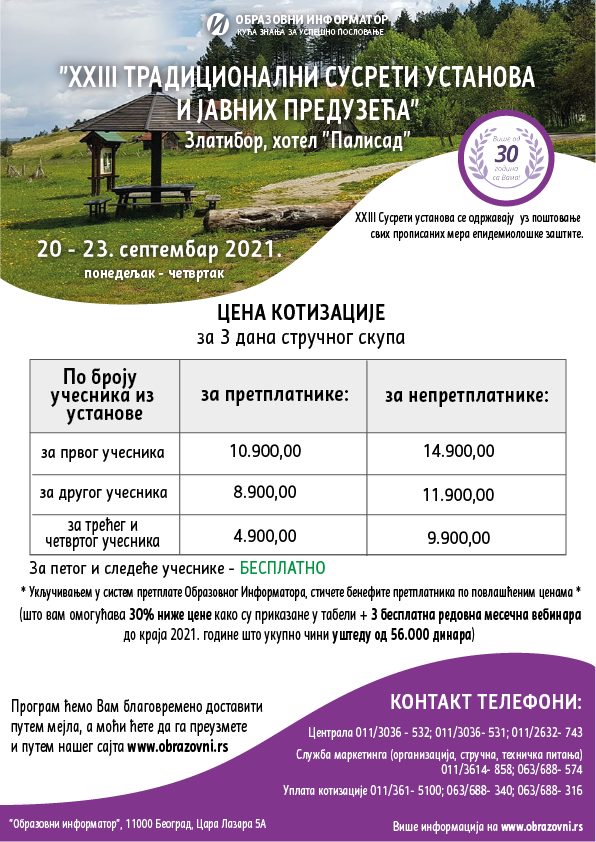 ОБРАЗОВНИ ИНФОРМАТОР
КУЋА ЗНАЊА ЗА УСПЕШНО ПОСЛОВАЊЕ
"XXIII ТРАДИЦИОНАЛНИ СУСРЕТИ УСТАНОВА
И ЈАВНИХ ПРЕДУЗЕЋА"
Златибор, хотел "Палисад"
Више од
30
година
са Вама!
XXIII Сусрети установа се одржавају уз поштовање
свих прописаних мера епидемиолошке заштите.
20 - 23. септембар 2021.
понедељак - четвртак
ЦЕНА КОТИЗАЦИЈЕ
за 3 дана стручног скупа
По броју
учесника из
установе
за претплатнике:
за непретплатнике:
за првог учесника
10.900,00
14.900,00
за другог учесника
8.900,00
11.900,00
за трећег и
четвртог учесника
4.900,00
9.900,00
За петог и следеће учеснике - БЕСПЛАТНО
* Укључивањем у систем претплате Образовног Информатора, стичете бенефите претплатника по повлашћеним ценама *
(што вам омогућава 30% ниже цене како су приказане у табели + 3 бесплатна редовна месечна вебинара
до краја 2021. године што укупно чини уштеду од 56.000 динара)
Програм ћемо Вам благовремено доставити
путем мејла, а моћи ћете да га преузмете
и путем нашег сајта www.obrazovni.rs
КОНТАКТ ТЕЛЕФОНИ:
Централа 011/3036 - 532; 011/3036- 531; 011/2632- 743
Служба маркетинга (организација, стручна, техничка питања)
011/3614- 858; 063/688- 574
Уплата котизације 011/361- 5100; 063/688- 340; 063/688- 316
"Образовни информатор", 11000 Београд, Цара Лазара 5А
Више информација на www.obrazovni.rs